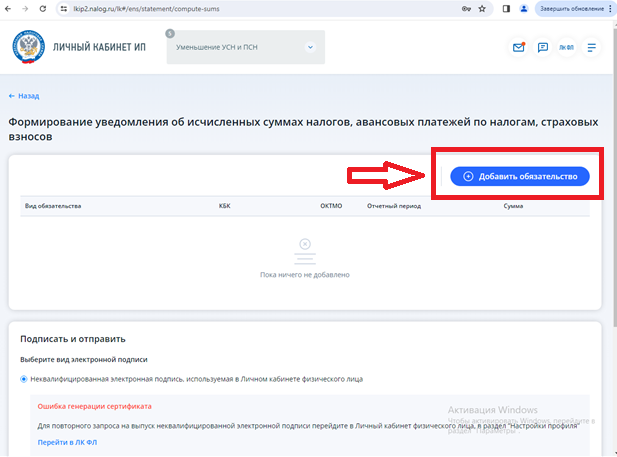 lkip2.nalog.ru/lk#/ens/statement/compute-sums
Завершить обновление
ЛИЧНЫЙ КАБИНЕТ ИП
5
Уменьшение УСН и ПСН
ЛК ФЛ
← Назад
Формирование уведомления об исчисленных суммах налогов, авансовых платежей по налогам, страховых
взносов
Добавить обязательство
Вид обязательства КБК ОКТМО Отчетный период Сумма
Пока ничего не добавлено
Подписать и отправить
Выберите вид электронной подписи
Неквалифицированная электронная подпись, используемая в Личном кабинете физического лица
Ошибка генерации сертификата
Активация Windows
Чтобы активировать Windows, перейдите в
раздел "Параметры".
Для повторного запроса на выпуск неквалифицированной электронной подписи перейдите в Личный кабинет физического лица, в раздел "Настройки профиля"
Перейти в ЛК ФЛ